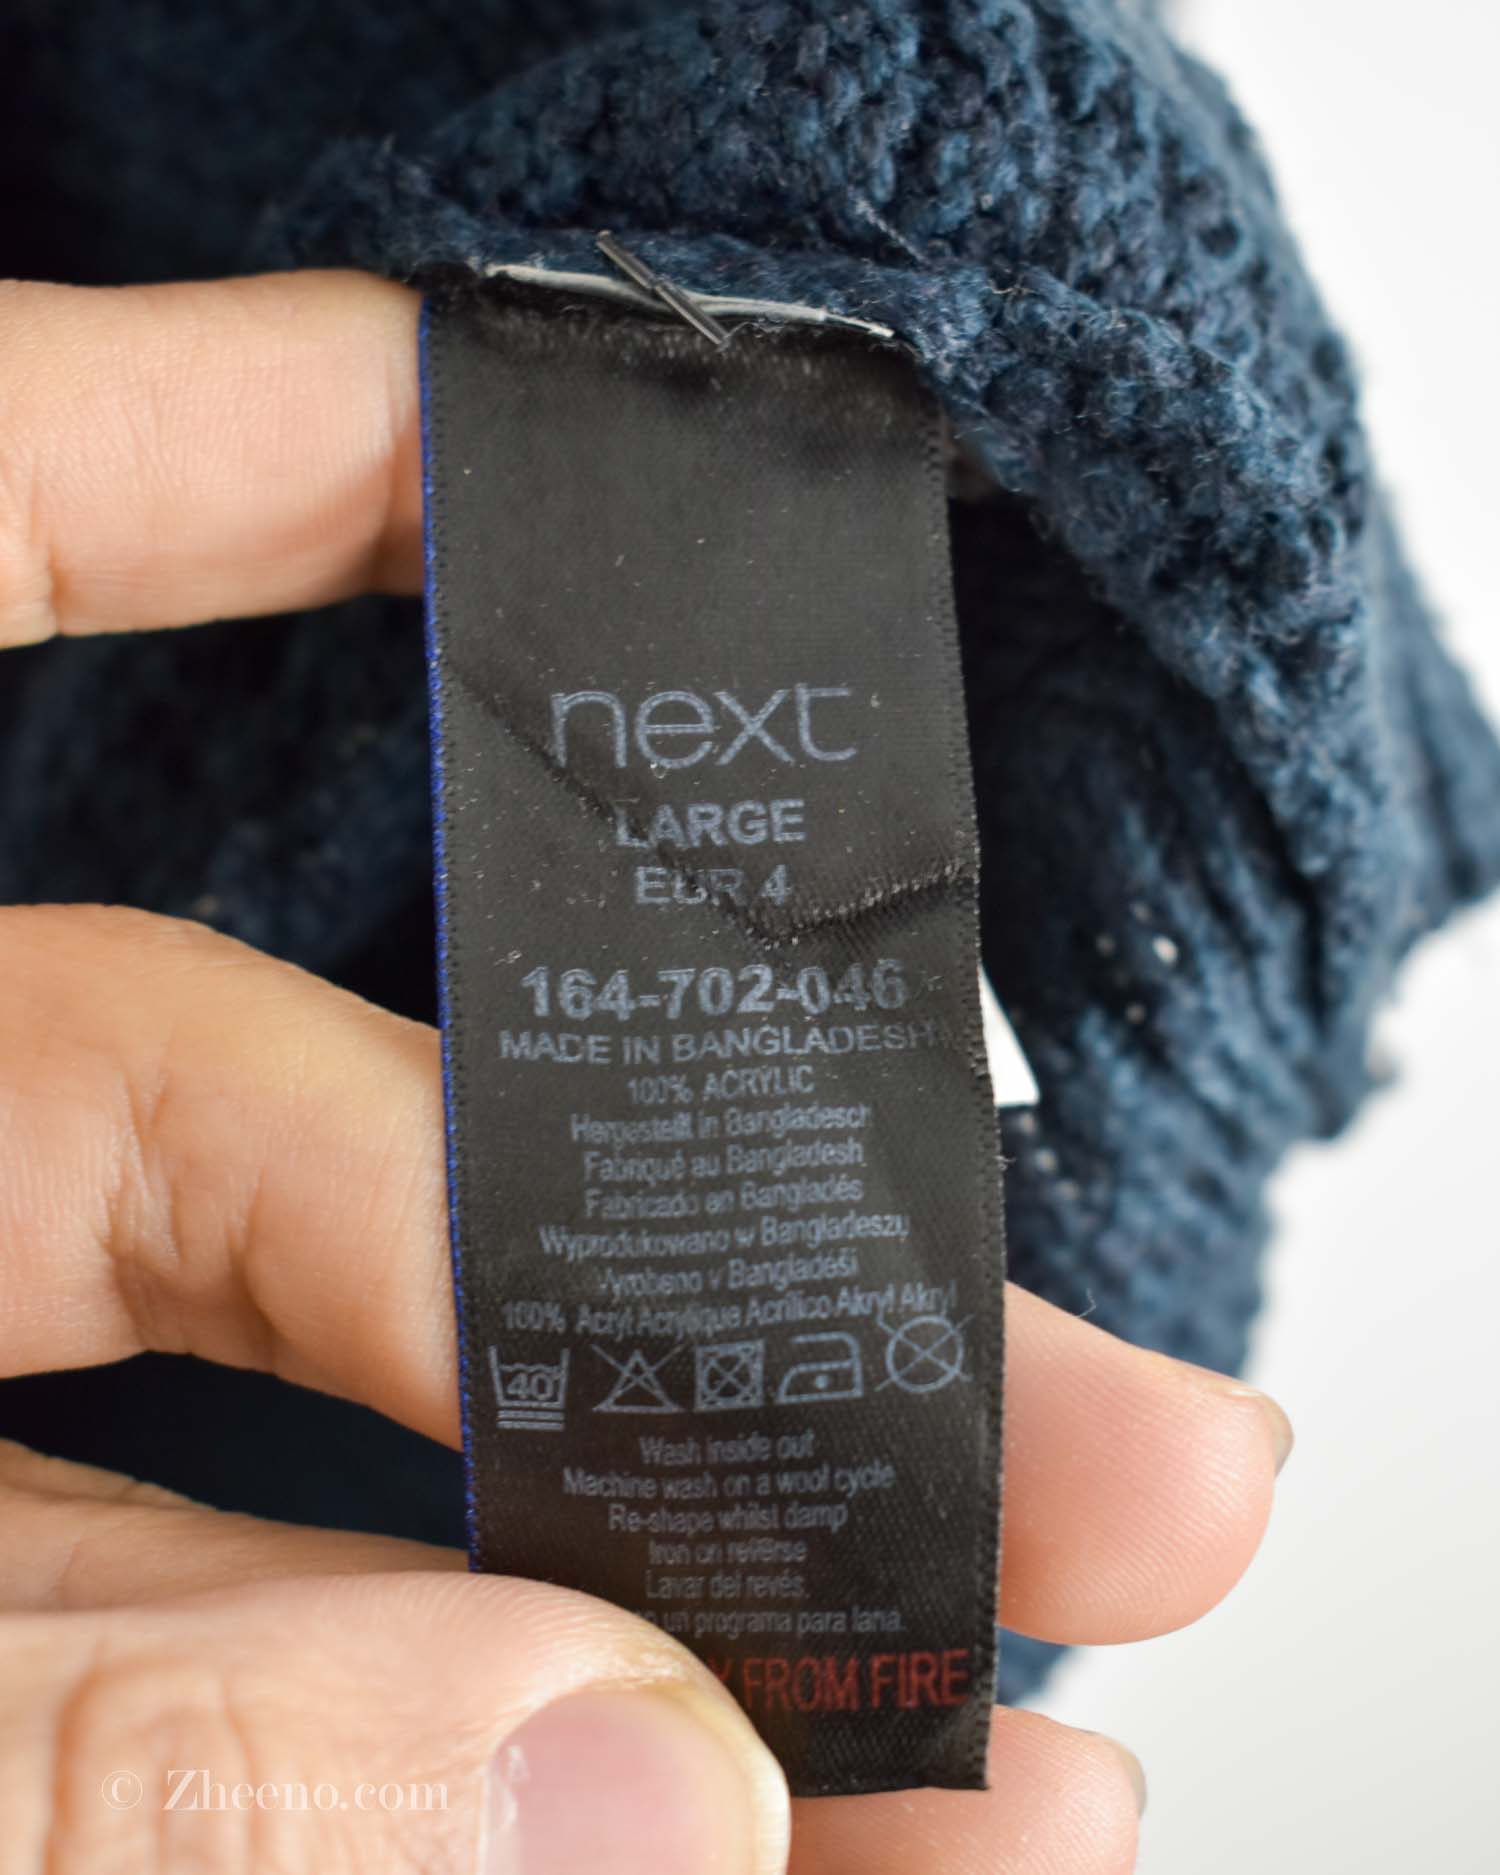 next
LARGE
EUR 4
164-702-046
MADE IN BANGLADESH
100% ACRYLIC
Hergestellt in Bangladesch
Fabriqué au Bangladesh
Fabricado en Bangladés
Wyprodukowano w Bangladeszu
Vyrobeno v Bangladéši
100% Acryl Acrylique Acrílico Akryl Akryl
40
Wash inside out
Machine wash on a wool cycle
Re-shape whilst damp
Iron on reverse
Lavar del revés.
un programa para lana.
FROM FIRE
© Zheeno.com